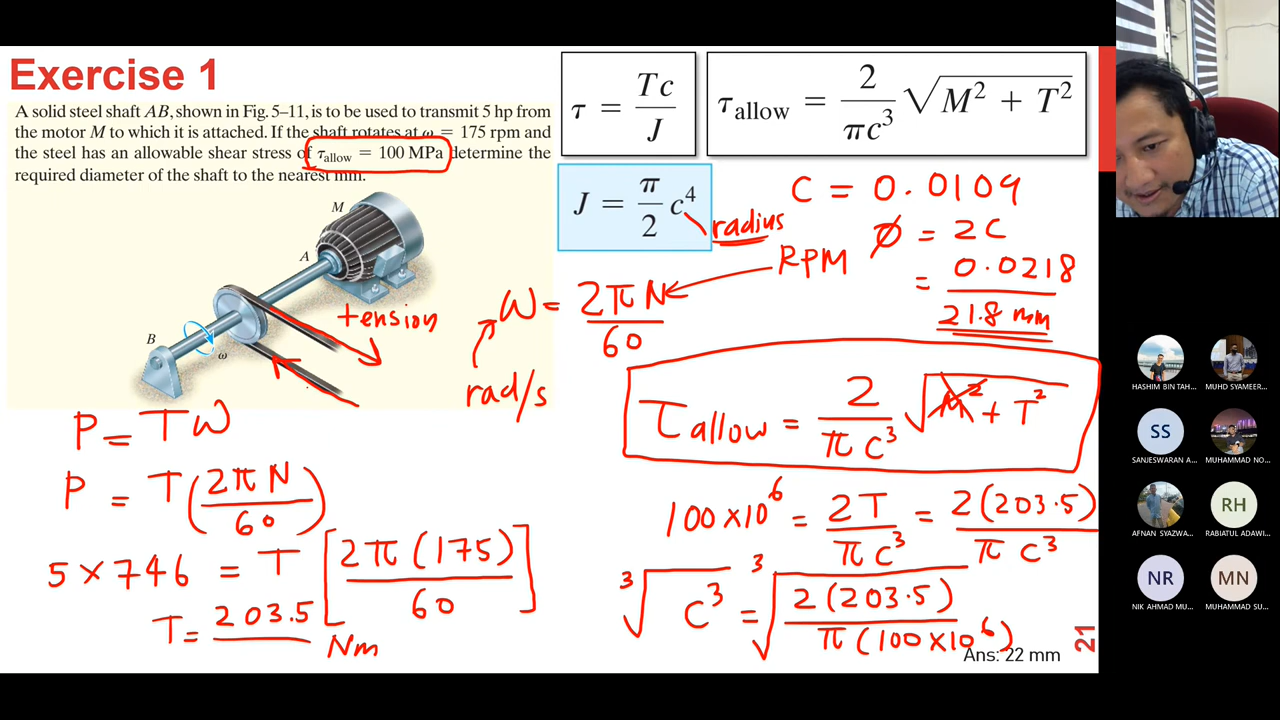 Exercise 1
A solid steel shaft AB, shown in Fig. 5–11, is to be used to transmit 5 hp from
the motor M to which it is attached. If the shaft rotates at ω = 175 rpm and
the steel has an allowable shear stress of τallow = 100 MPa determine the
required diameter of the shaft to the nearest mm.
M
A
B
ω
tension
τ = Tc / J
τallow = 2 / πc³ √M² + T²
J = π / 2 c⁴
radius
C = 0.0109
ø = 2C
= 0.0218
21.8 mm
RPM
ω = 2πN / 60
rad/s
P = Tω
P = T (2πN / 60)
5 × 746 = T [2π(175) / 60]
T = 203.5 Nm
τallow = 2 / πc³ √M² + T²
100×10⁶ = 2T / πc³ = 2(203.5) / πc³
³√c³ = ³√2(203.5) / π(100×10⁶)
Ans: 22 mm
21
HASHIM BIN TAH...
MUHD SYAMEER...
SS
SANJESWARAN A...
MUHAMMAD NO...
AFNAN SYAZWA...
RH
RABIATUL ADAWI...
NR
NIK AHMAD MU...
MN
MUHAMMAD SU...